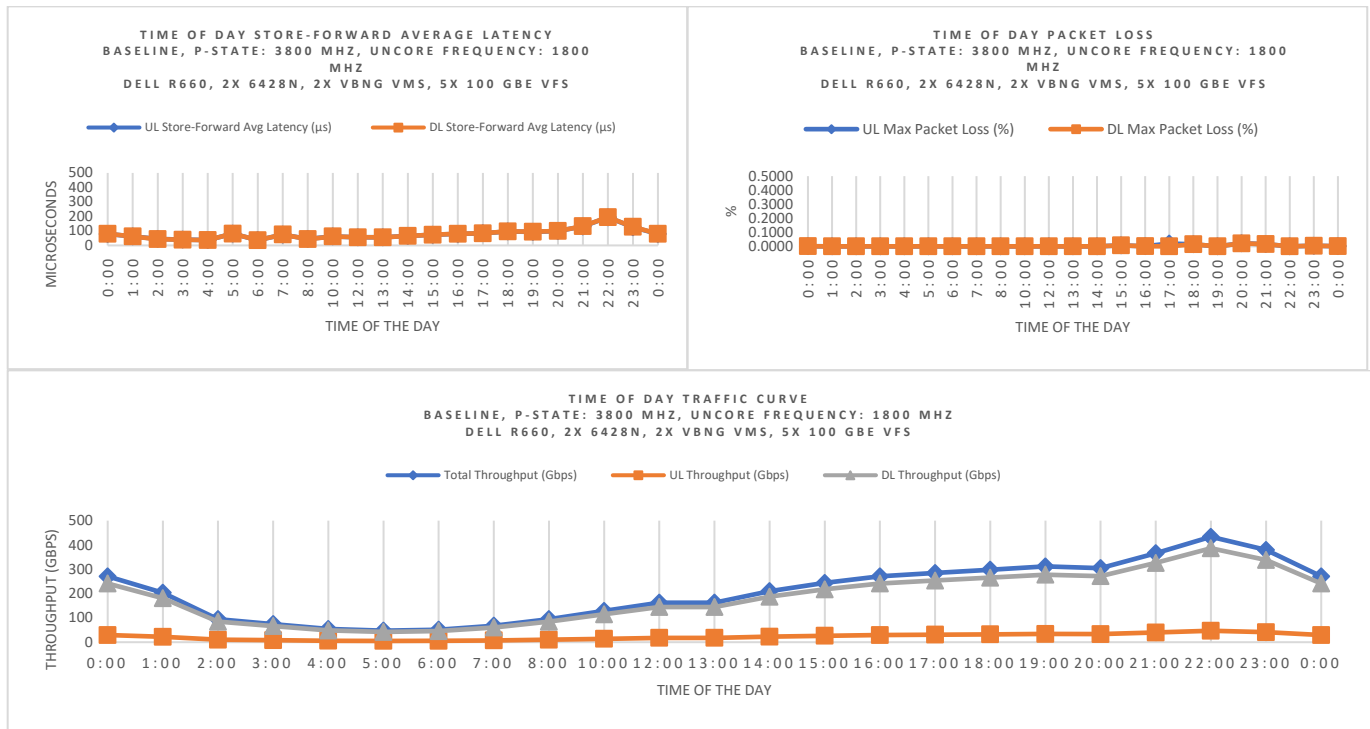 TIME OF DAY STORE-FORWARD AVERAGE LATENCY
BASELINE, P-STATE: 3800 MHZ, UNCORE FREQUENCY: 1800
MHZ
DELL R660, 2X 6428N, 2X VBNG VMS, 5X 100 GBE VFS
UL Store-Forward Avg Latency (µs) DL Store-Forward Avg Latency (µs)
MICROSECONDS
500
400
300
200
100
0
0:00 1:00 2:00 3:00 4:00 5:00 6:00 7:00 8:00 10:00 12:00 13:00 14:00 15:00 16:00 17:00 18:00 19:00 20:00 21:00 22:00 23:00 0:00
TIME OF THE DAY
TIME OF DAY PACKET LOSS
BASELINE, P-STATE: 3800 MHZ, UNCORE FREQUENCY: 1800
MHZ
DELL R660, 2X 6428N, 2X VBNG VMS, 5X 100 GBE VFS
UL Max Packet Loss (%) DL Max Packet Loss (%)
%
0.5000
0.4000
0.3000
0.2000
0.1000
0.0000
0:00 1:00 2:00 3:00 4:00 5:00 6:00 7:00 8:00 10:00 12:00 13:00 14:00 15:00 16:00 17:00 18:00 19:00 20:00 21:00 22:00 23:00 0:00
TIME OF THE DAY
TIME OF DAY TRAFFIC CURVE
BASELINE, P-STATE: 3800 MHZ, UNCORE FREQUENCY: 1800 MHZ
DELL R660, 2X 6428N, 2X VBNG VMS, 5X 100 GBE VFS
Total Throughput (Gbps) UL Throughput (Gbps) DL Throughput (Gbps)
THROUGHPUT (GBPS)
500
400
300
200
100
0
0:00 1:00 2:00 3:00 4:00 5:00 6:00 7:00 8:00 10:00 12:00 13:00 14:00 15:00 16:00 17:00 18:00 19:00 20:00 21:00 22:00 23:00 0:00
TIME OF THE DAY